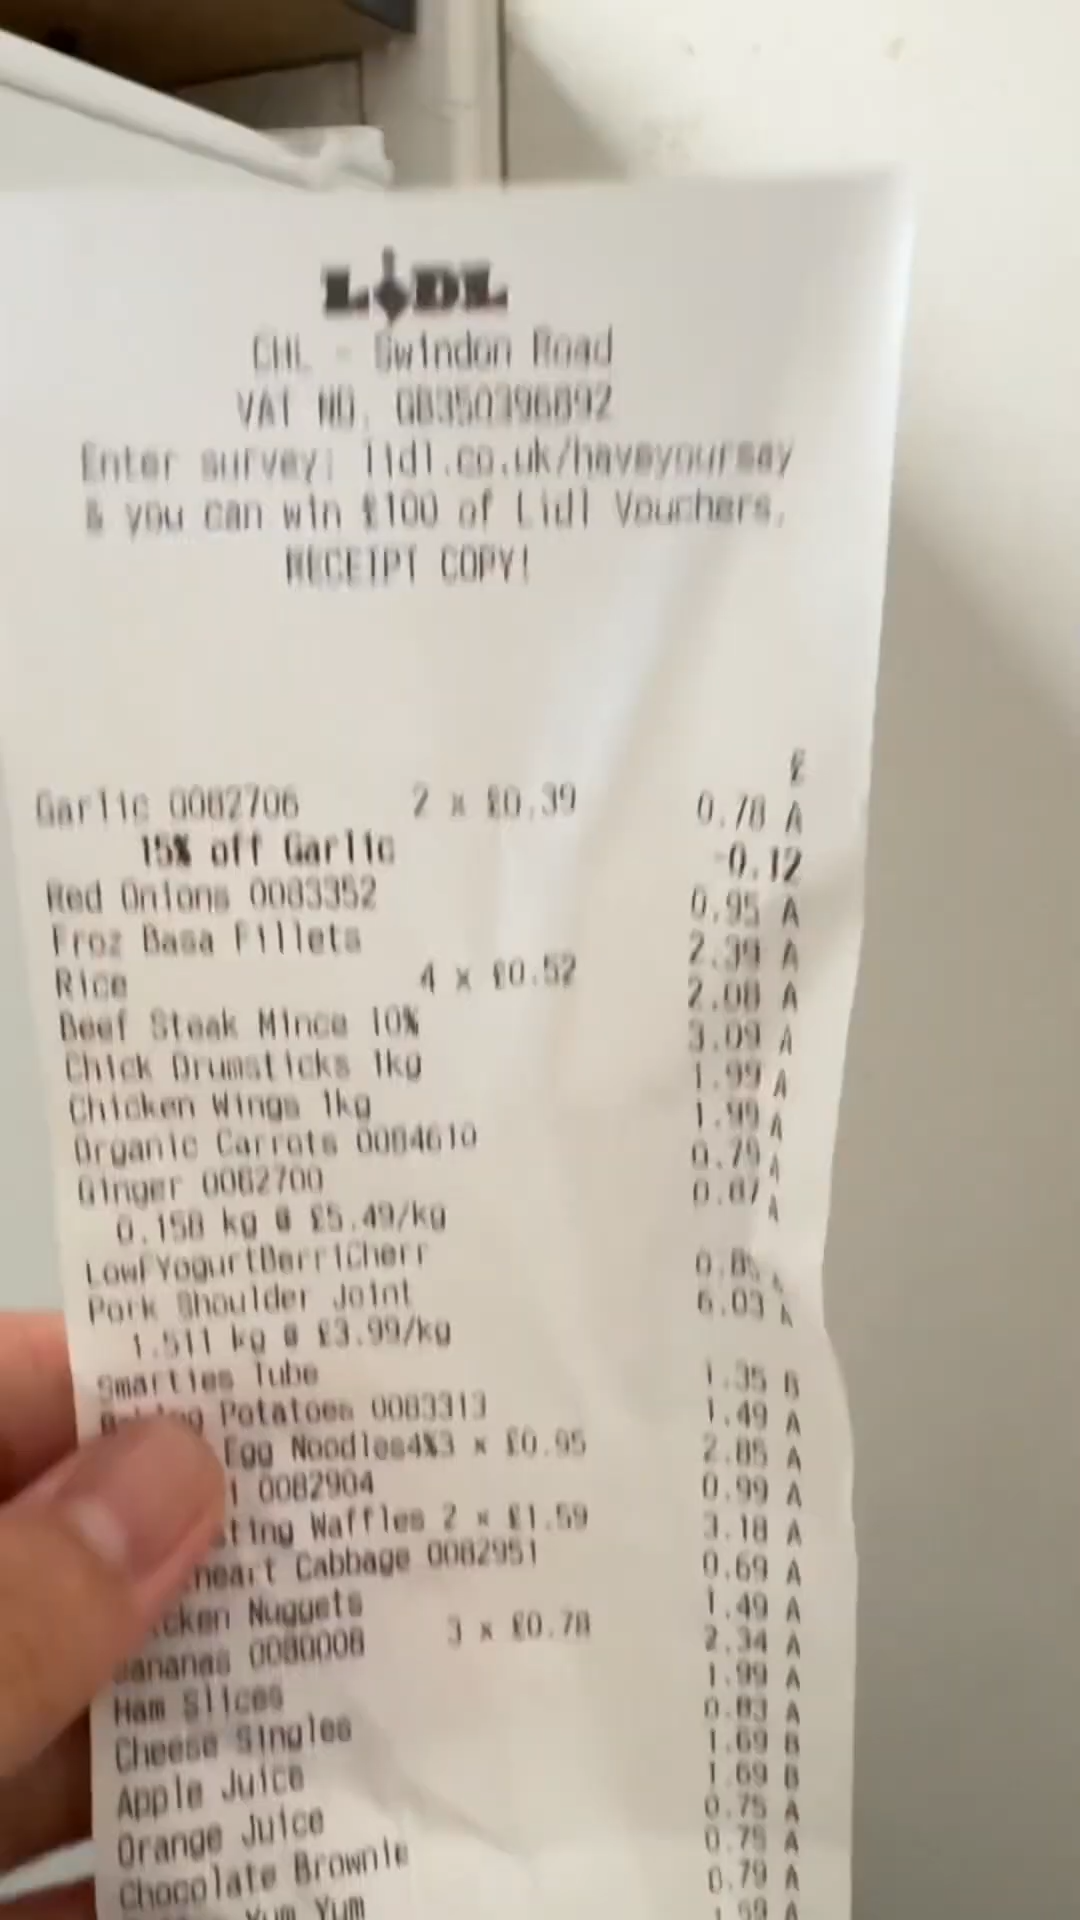 LIDL
CHL - Swindon Road
VAT NO. GB350396892
Enter survey: lidl.co.uk/haveyoursay
& you can win £100 of Lidl Vouchers.
RECEIPT COPY!
£
Garlic 0082706 2 x £0.39 0.78 A
15% off Garlic -0.12
Red Onions 0083352 0.95 A
Froz Basa Fillets 2.39 A
Rice 4 x £0.52 2.08 A
Beef Steak Mince 10% 3.09 A
Chick Drumsticks 1kg 1.99 A
Chicken Wings 1kg 1.99 A
Organic Carrots 0084610 0.79 A
Ginger 0082700 0.87 A
0.158 kg @ £5.49/kg
LowFYogurtBerriCherr 0.85
Pork Shoulder Joint 6.03 A
1.511 kg @ £3.99/kg
Smarties Tube 1.35 B
Potatoes 0083313 1.49 A
Egg Noodles4%3 x £0.95 2.85 A
0082904 0.99 A
Waffles 2 x £1.59 3.18 A
Cabbage 0082951 0.69 A
Nuggets 1.49 A
Bananas 0080008 3 x £0.78 2.34 A
Ham Slices 1.99 A
Cheese Singles 0.83 A
Apple Juice 1.69 B
Orange Juice 1.69 B
Chocolate Brownie 0.75 A
Yum Yum 0.75 A
0.79 A